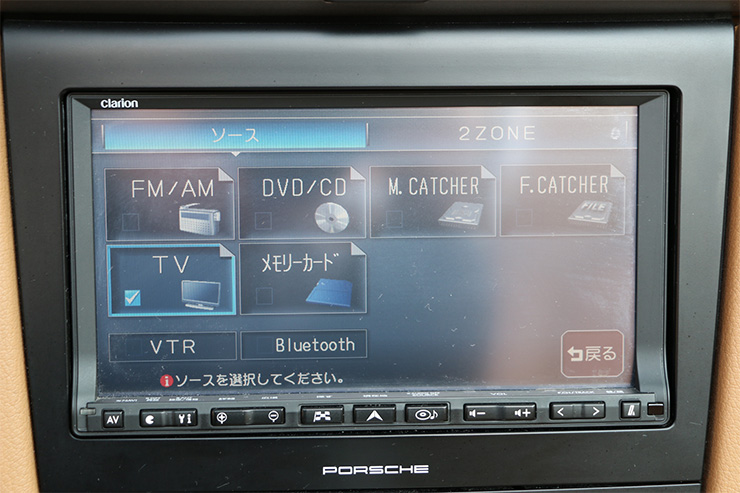 clarion
ソース 2ZONE
FM/AM DVD/CD M. CATCHER F. CATCHER
FILE
TV メモリーカード
VTR Bluetooth
戻る
ソースを選択してください。
AV
PORSCHE